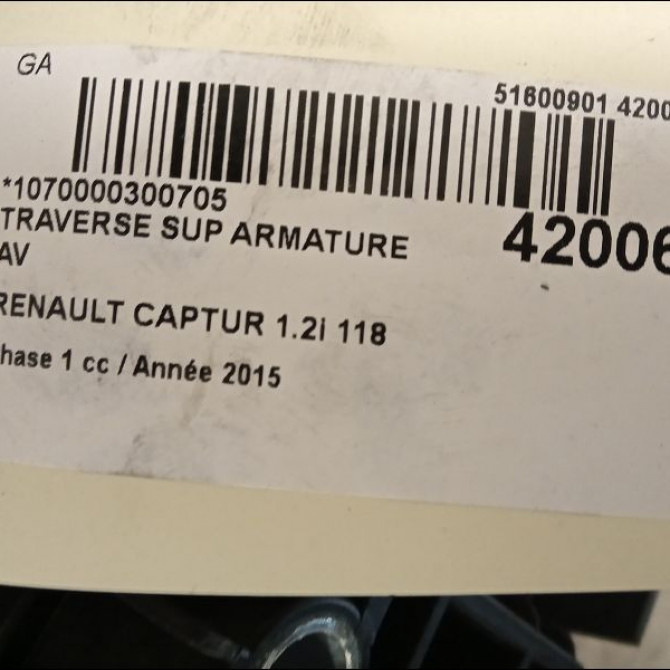 GA
51600901 4200
*1070000300705
TRAVERSE SUP ARMATURE
42006
AV
RENAULT CAPTUR 1.2i 118
hase 1 cc / Année 2015